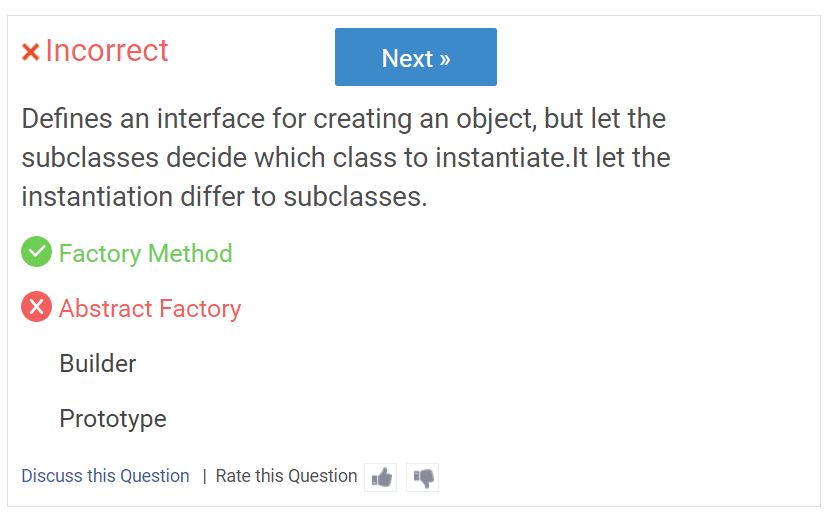 Incorrect
Next »
Defines an interface for creating an object, but let the
subclasses decide which class to instantiate.It let the
instantiation differ to subclasses.
Factory Method
Abstract Factory
Builder
Prototype
Discuss this Question | Rate this Question